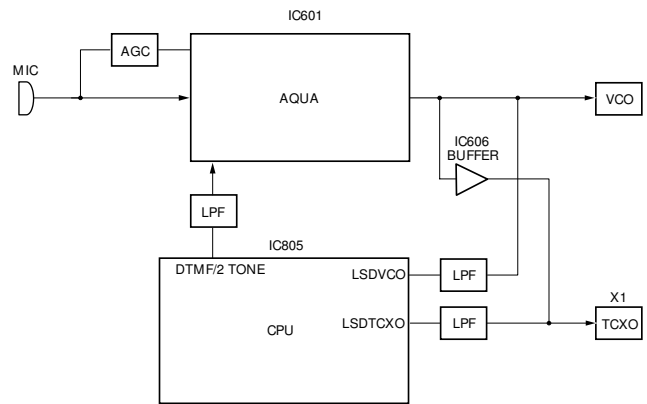 IC601
AGC
MIC
AQUA
VCO
IC606
BUFFER
LPF
IC805
DTMF/2 TONE
LSDVCO
LPF
X1
LSDTCXO
LPF
TCXO
CPU